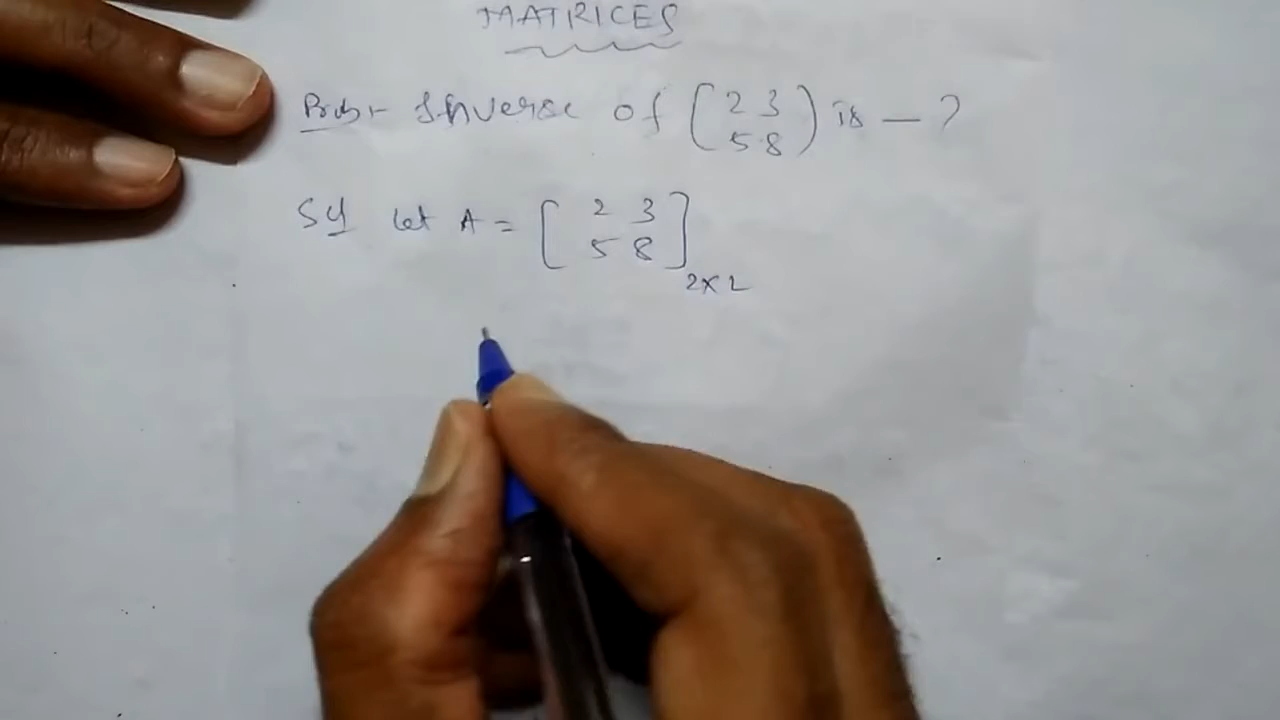 MATRICES
Prob:- Inverse of (2 3
5 8) is — ?
Sol let A = [2 3
5 8]2×2